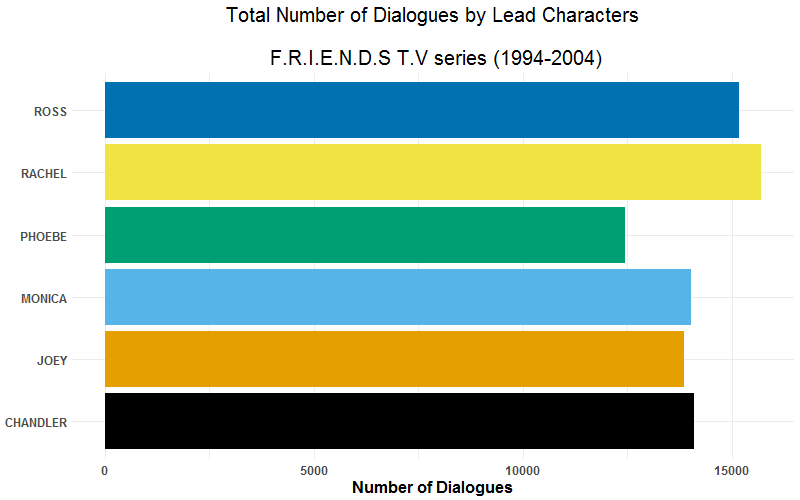 Total Number of Dialogues by Lead Characters
F.R.I.E.N.D.S T.V series (1994-2004)
ROSS
RACHEL
PHOEBE
MONICA
JOEY
CHANDLER
0 5000 10000 15000
Number of Dialogues